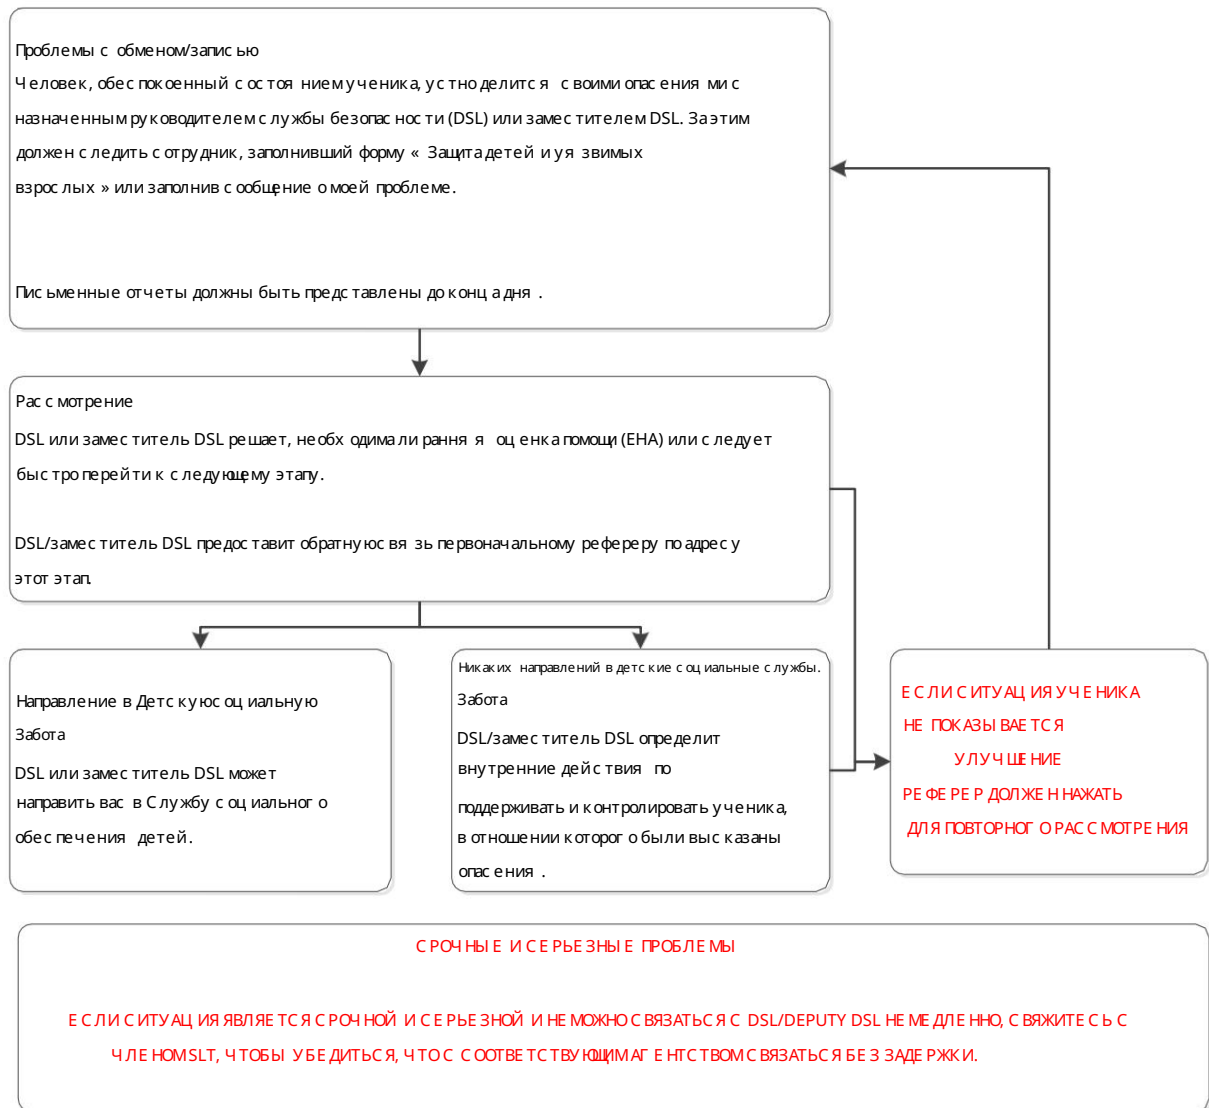 Проблемы с обменом/записью
Человек, обеспокоенный состоянием ученика, устно делится своими опасениями с
назначенным руководителем службы безопасности (DSL) или заместителем DSL. За этим
должен следить сотрудник, заполнивший форму « Защита детей и уязвимых
взрослых » или заполнив сообщение о моей проблеме.
Письменные отчеты должны быть представлены до конца дня .
Рассмотрение
DSL или заместитель DSL решает, необходима ли ранняя оценка помощи (EHA) или следует
быстро перейти к следующему этапу.
DSL/заместитель DSL предоставит обратную связь первоначальному рефереру по адресу
этот этап.
Направление в Детскую социальную
Забота
DSL или заместитель DSL может
направить вас в Службу социального
обеспечения детей.
Никаких направлений в детские социальные службы.
Забота
DSL/заместитель DSL определит
внутренние действия по
поддерживать и контролировать ученика,
в отношении которого были высказаны
опасения .
ЕСЛИ СИТУАЦИЯ УЧЕНИКА
НЕ ПОКАЗЫВАЕТСЯ
УЛУЧШЕНИЕ
РЕФЕРЕР ДОЛЖЕН НАЖАТЬ
ДЛЯ ПОВТОРНОГО РАССМОТРЕНИЯ
СРОЧНЫЕ И СЕРЬЕЗНЫЕ ПРОБЛЕМЫ
ЕСЛИ СИТУАЦИЯ ЯВЛЯЕТСЯ СРОЧНОЙ И СЕРЬЕЗНОЙ И НЕ МОЖНО СВЯЗАТЬСЯ С DSL/DEPUTY DSL НЕМЕДЛЕННО, СВЯЖИТЕСЬ С
ЧЛЕНОМ SLT, ЧТОБЫ УБЕДИТЬСЯ, ЧТО С СООТВЕТСТВУЮЩИМ АГЕНТСТВОМ СВЯЗАТЬСЯ БЕЗ ЗАДЕРЖКИ.